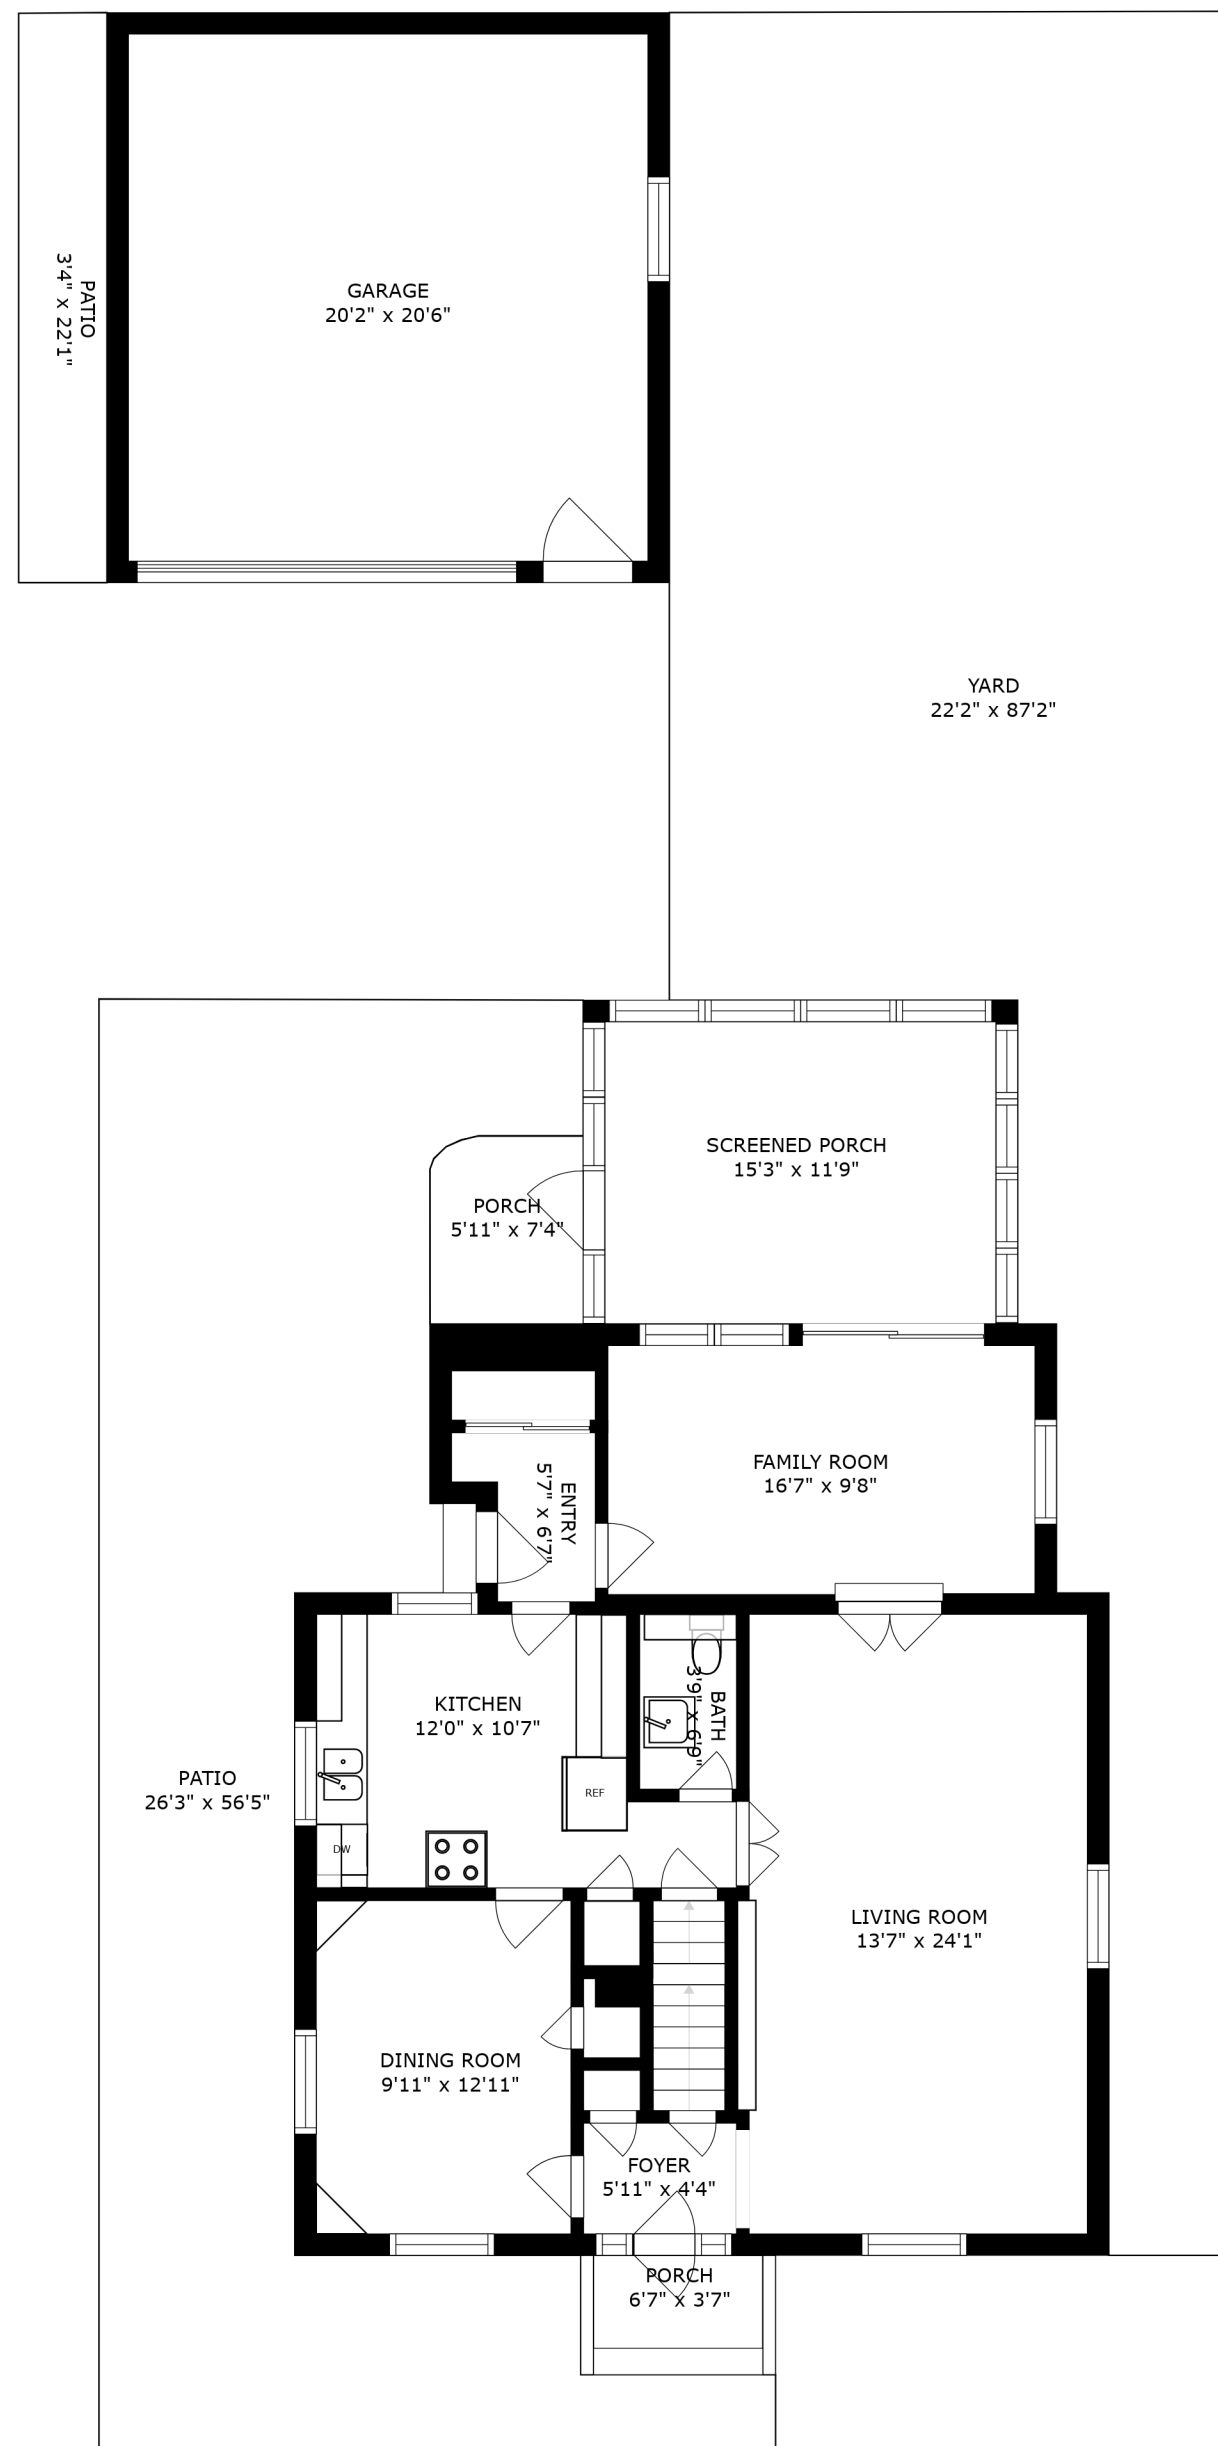 PATIO
3'4" x 22'1"
GARAGE
20'2" x 20'6"
YARD
22'2" x 87'2"
SCREENED PORCH
15'3" x 11'9"
PORCH
5'11" x 7'4"
FAMILY ROOM
16'7" x 9'8"
ENTRY
5'7" x 6'7"
KITCHEN
12'0" x 10'7"
BATH
3'9" x 6'9"
PATIO
26'3" x 56'5"
REF
DW
LIVING ROOM
13'7" x 24'1"
DINING ROOM
9'11" x 12'11"
FOYER
5'11" x 4'4"
PORCH
6'7" x 3'7"